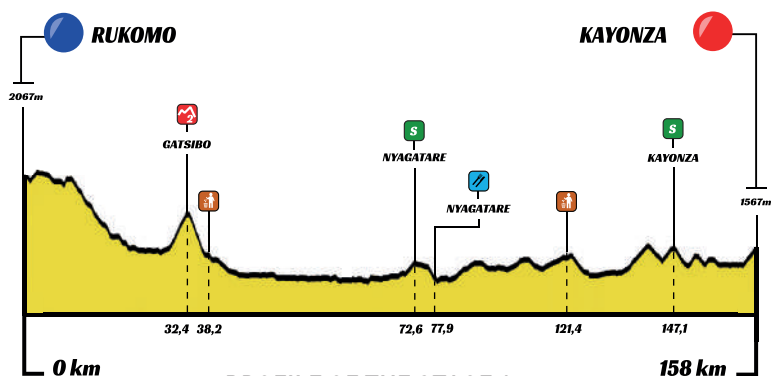 RUKOMO
KAYONZA
2067m
2
GATSIBO
S
NYAGATARE
NYAGATARE
S
KAYONZA
1567m
32,4
38,2
72,6
77,9
121,4
147,1
0 km
158 km